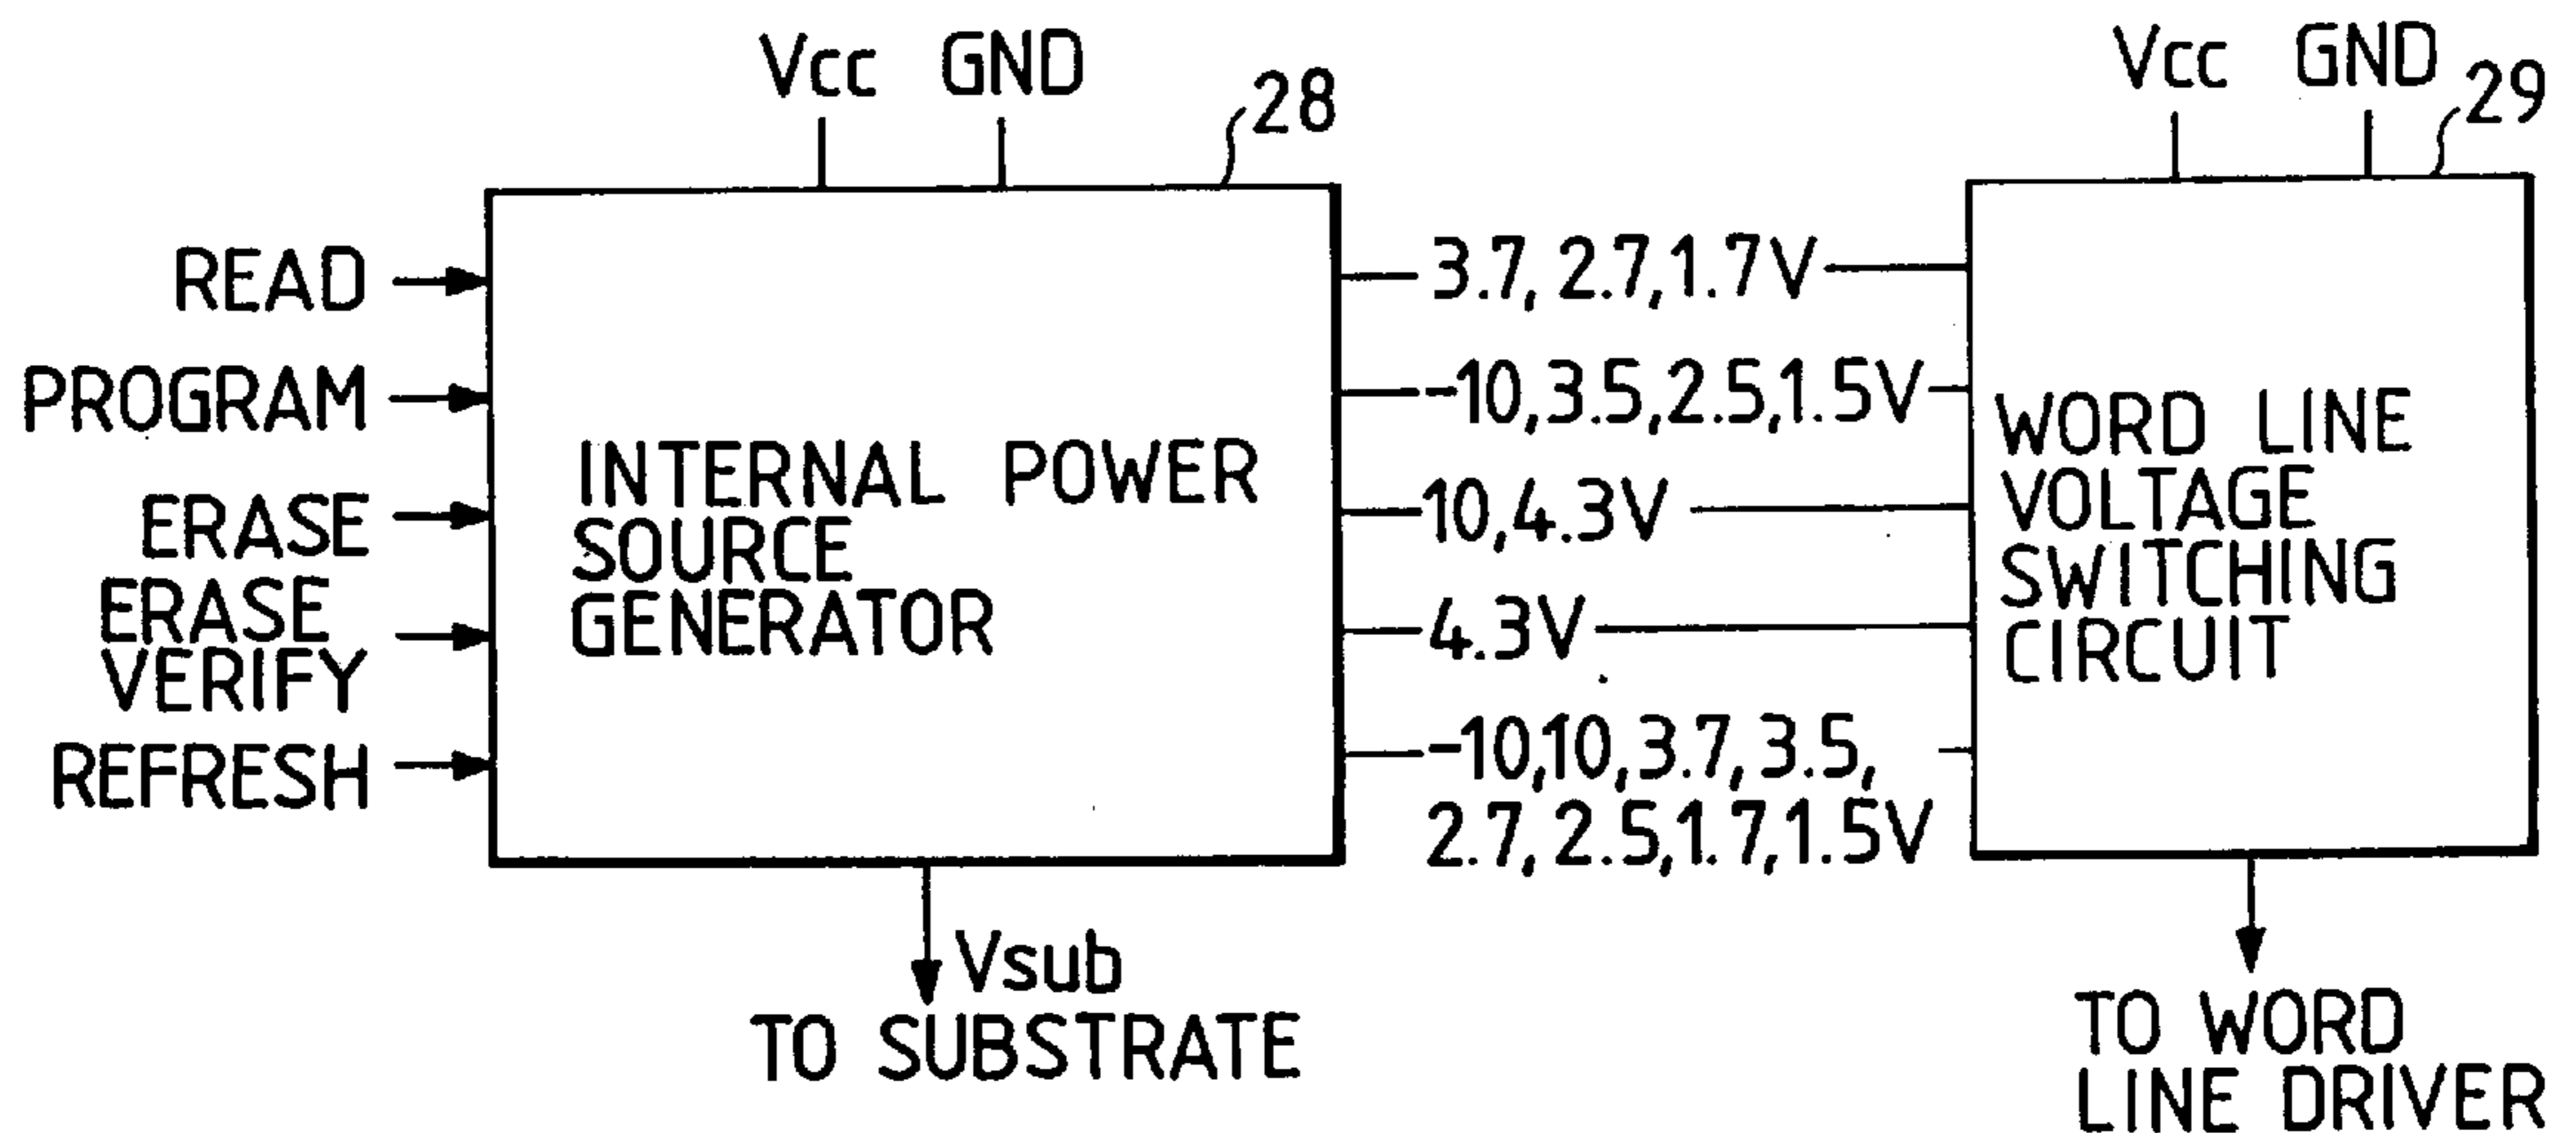 Vcc GND
28
Vcc GND
29
READ
PROGRAM
ERASE
ERASE
VERIFY
REFRESH
INTERNAL POWER
SOURCE
GENERATOR
3.7, 2.7,1.7V
-10,3.5,2.5,1.5V
10,4.3V
4.3V
-10,10,3.7,3.5,
2.7,2.5,1.7,1.5V
WORD LINE
VOLTAGE
SWITCHING
CIRCUIT
Vsub
TO SUBSTRATE
TO WORD
LINE DRIVER